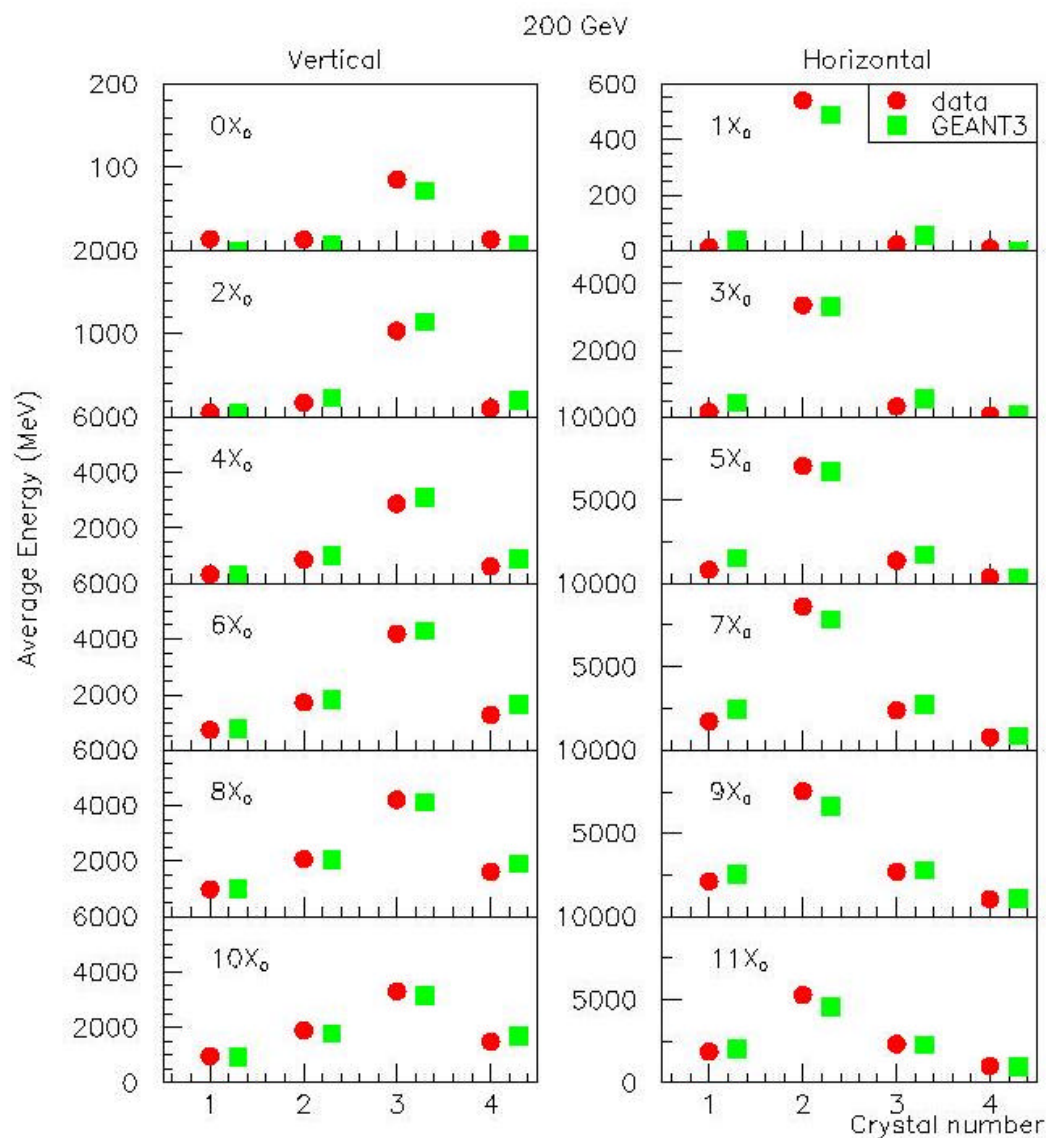 200 GeV
Vertical
Horizontal
200
100
0X₀
600
400
200
0
1X₀
data
GEANT3
2000
1000
2X₀
4000
2000
3X₀
6000
4000
2000
4X₀
10000
5000
5X₀
6000
4000
2000
6X₀
10000
5000
7X₀
6000
4000
2000
8X₀
10000
5000
9X₀
6000
4000
2000
0
10X₀
10000
5000
0
11X₀
1 2 3 4
1 2 3 4
Average Energy (MeV)
Crystal number